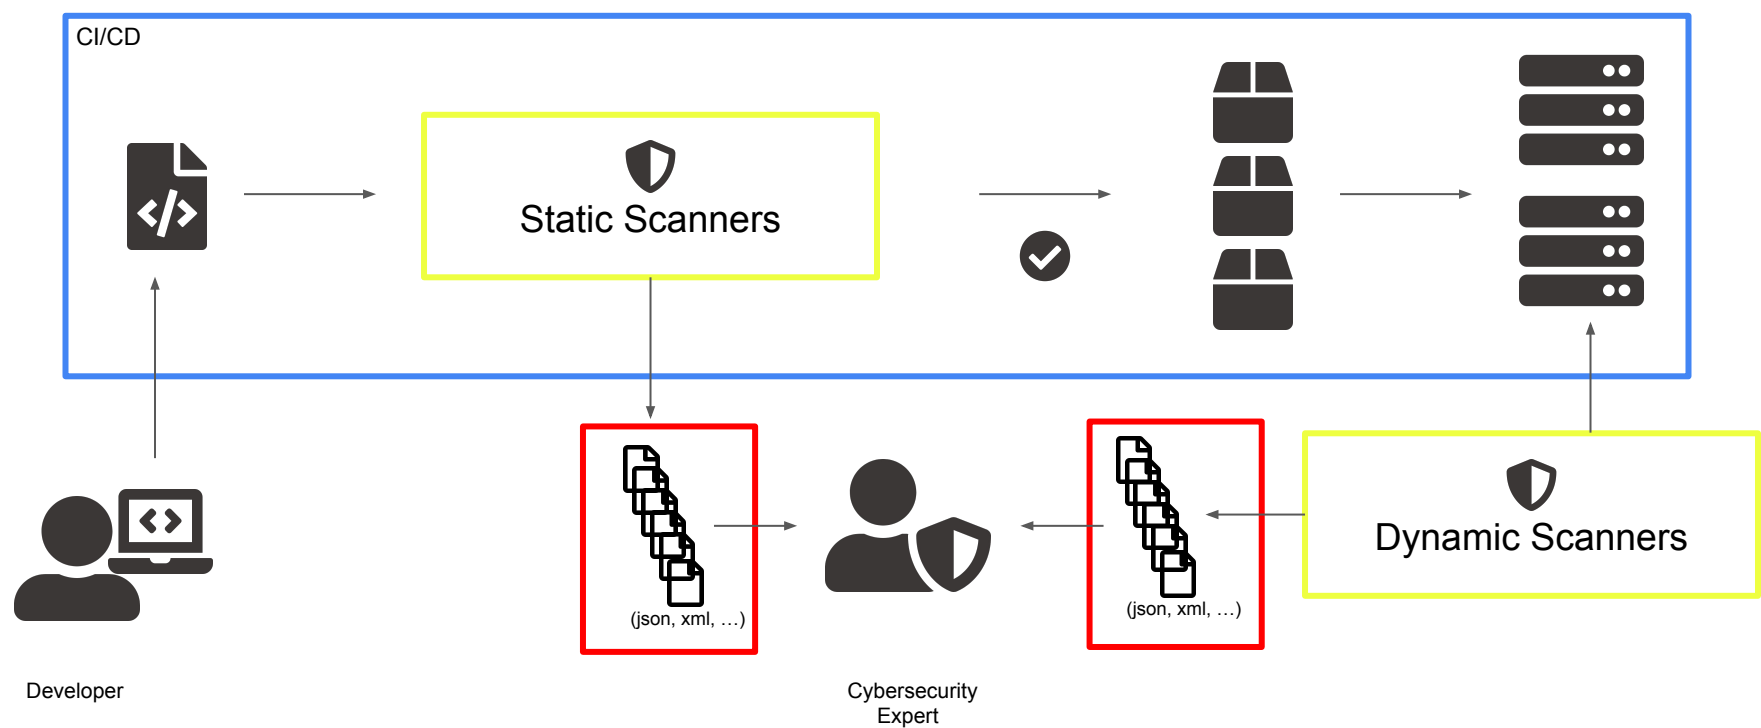 CI/CD
Static Scanners
Dynamic Scanners
(json, xml, …)
(json, xml, …)
Developer
Cybersecurity
Expert